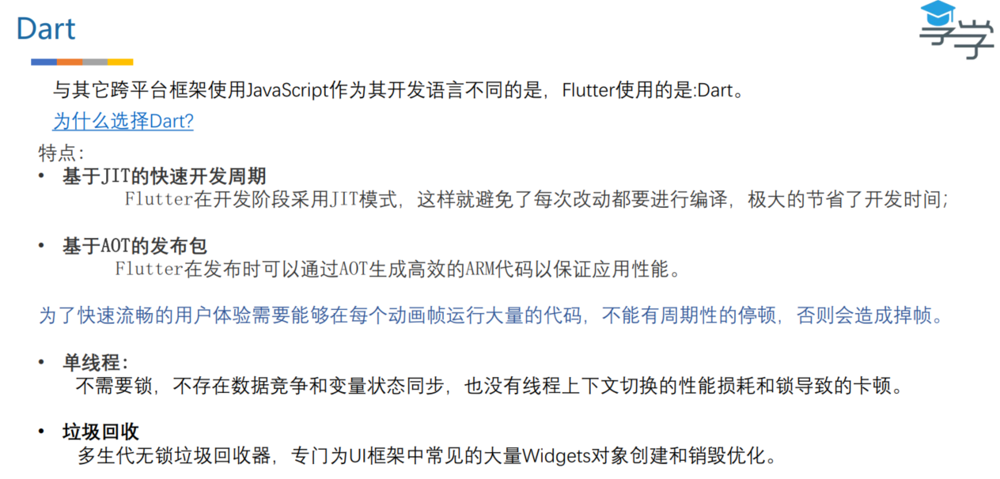 Dart
享学
与其它跨平台框架使用JavaScript作为其开发语言不同的是，Flutter使用的是:Dart。
为什么选择Dart?
特点：
• 基于JIT的快速开发周期
Flutter在开发阶段采用JIT模式，这样就避免了每次改动都要进行编译，极大的节省了开发时间；
• 基于AOT的发布包
Flutter在发布时可以通过AOT生成高效的ARM代码以保证应用性能。
为了快速流畅的用户体验需要能够在每个动画帧运行大量的代码，不能有周期性的停顿，否则会造成掉帧。
• 单线程：
不需要锁，不存在数据竞争和变量状态同步，也没有线程上下文切换的性能损耗和锁导致的卡顿。
• 垃圾回收
多生代无锁垃圾回收器，专门为UI框架中常见的大量Widgets对象创建和销毁优化。